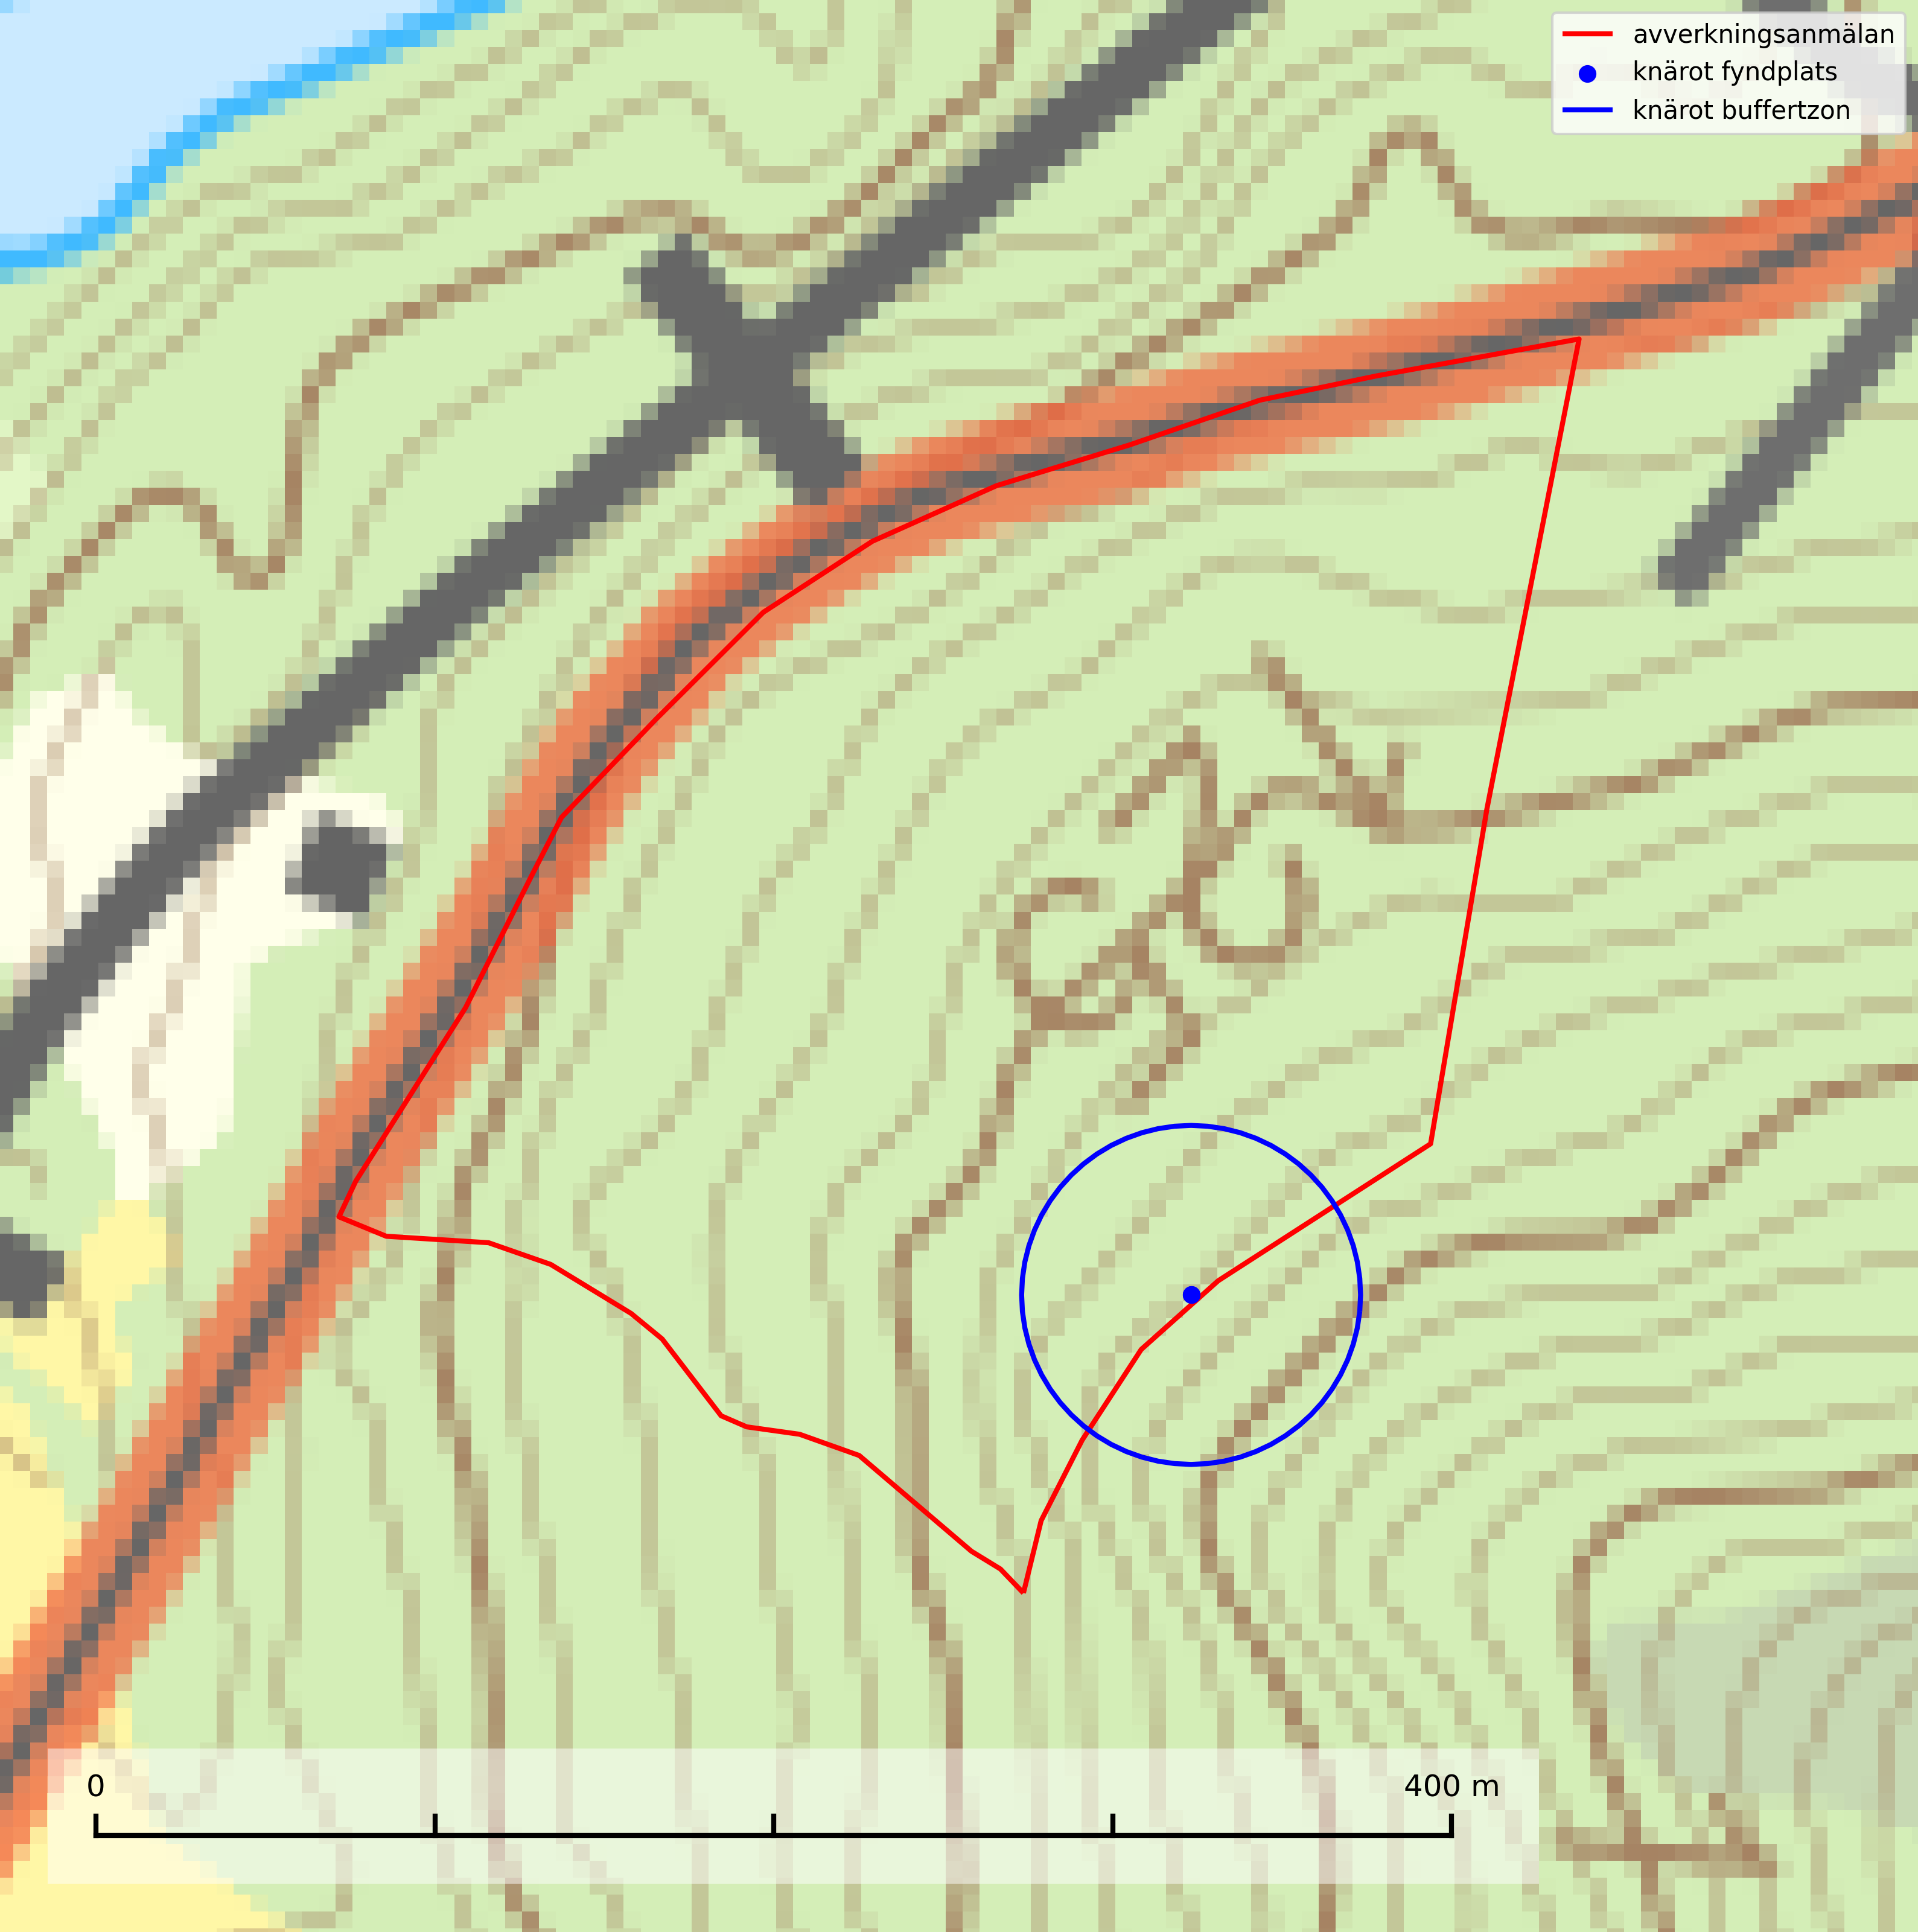 avverkningsanmälan
knärot fyndplats
knärot buffertzon
0 400 m